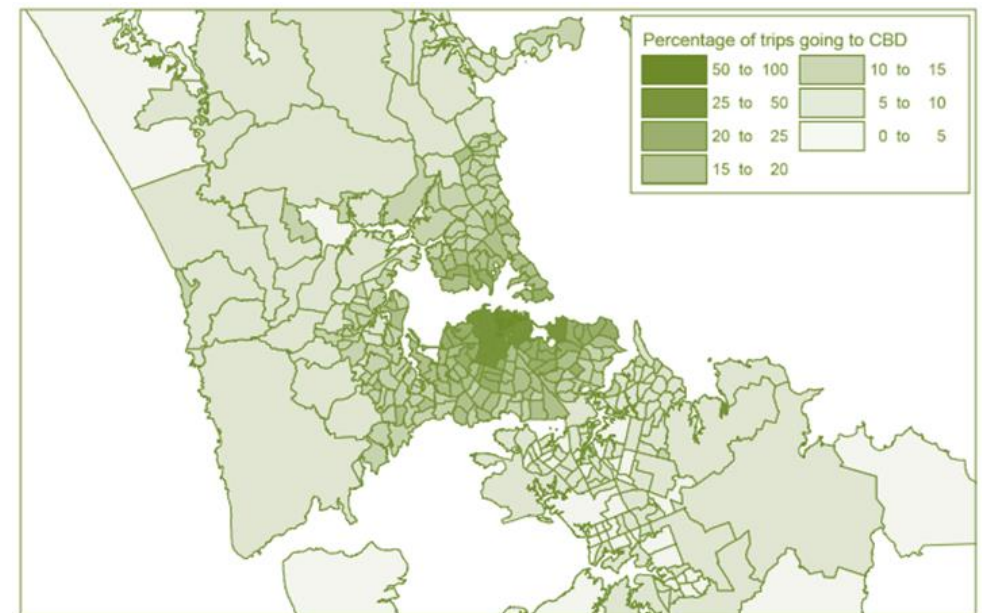 Percentage of trips going to CBD
50 to 100
25 to 50
20 to 25
15 to 20
10 to 15
5 to 10
0 to 5